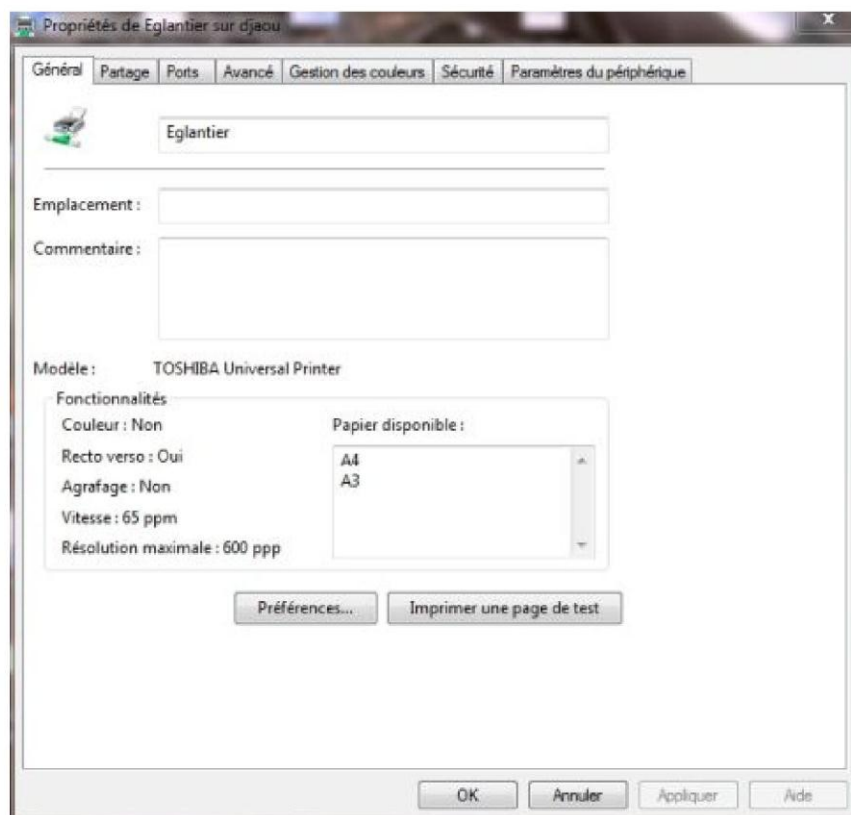 Propriétés de Eglantier sur djaou
x
Général Partage Ports Avancé Gestion des couleurs Sécurité Paramètres du périphérique
Eglantier
Emplacement :
Commentaire :
Modèle : TOSHIBA Universal Printer
Fonctionnalités
Couleur : Non Papier disponible :
Recto verso : Oui A4
Agrafage : Non A3
Vitesse : 65 ppm
Résolution maximale : 600 ppp
Préférences... Imprimer une page de test
OK Annuler Appliquer Aide